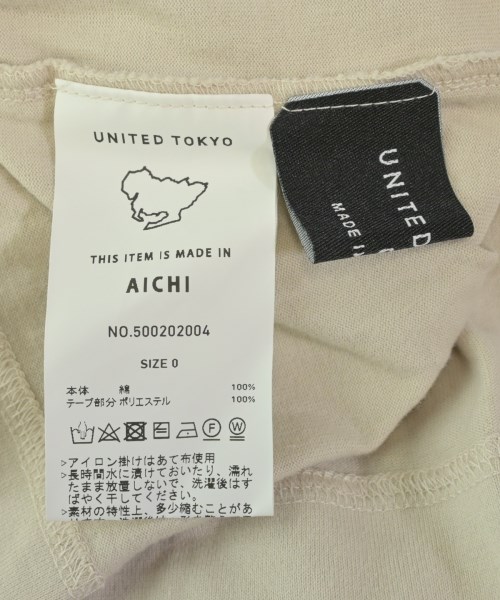 UNITED TOKYO
THIS ITEM IS MADE IN
AICHI
NO.500202004
SIZE 0
本体 綿 100%
テープ部分 ポリエステル 100%
>アイロン掛けはあて布使用
>長時間水に漬けておいたり、濡れ
たまま放置しないで、洗濯後はす
ばやく干してください。
>素材の特性上、多少縮むことがあ
UNITED
MADE